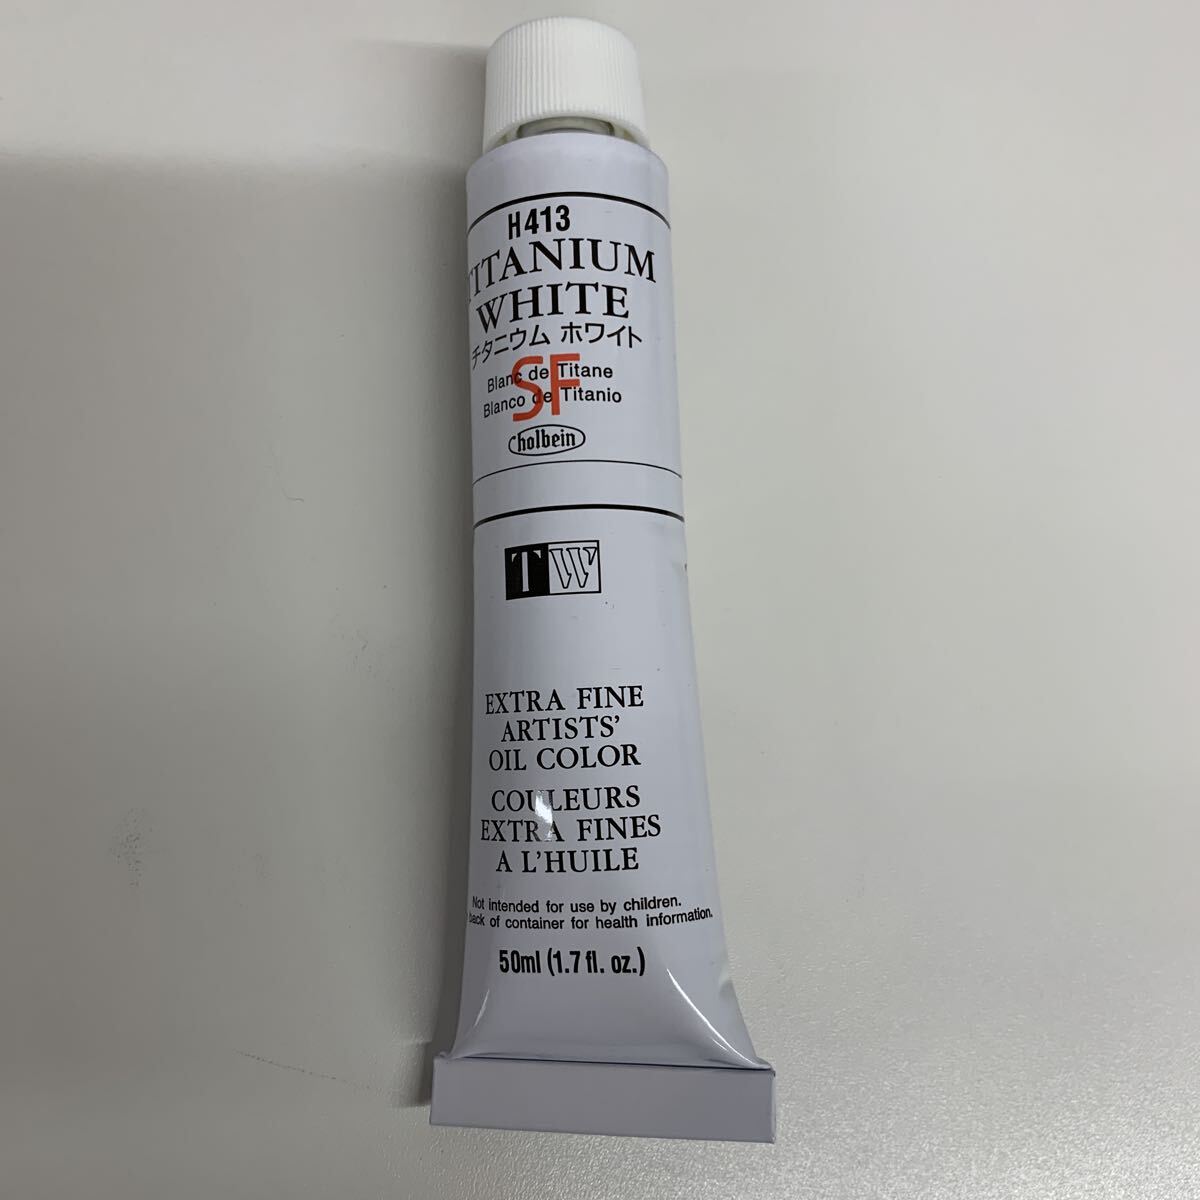 H413
TITANIUM
WHITE
チタニウム ホワイト
SF
Blanc de Titane
Blanco de Titanio
holbein
TW
EXTRA FINE
ARTISTS'
OIL COLOR
COULEURS
EXTRA FINES
A L'HUILE
Not intended for use by children.
back of container for health information.
50ml (1.7 fl. oz.)